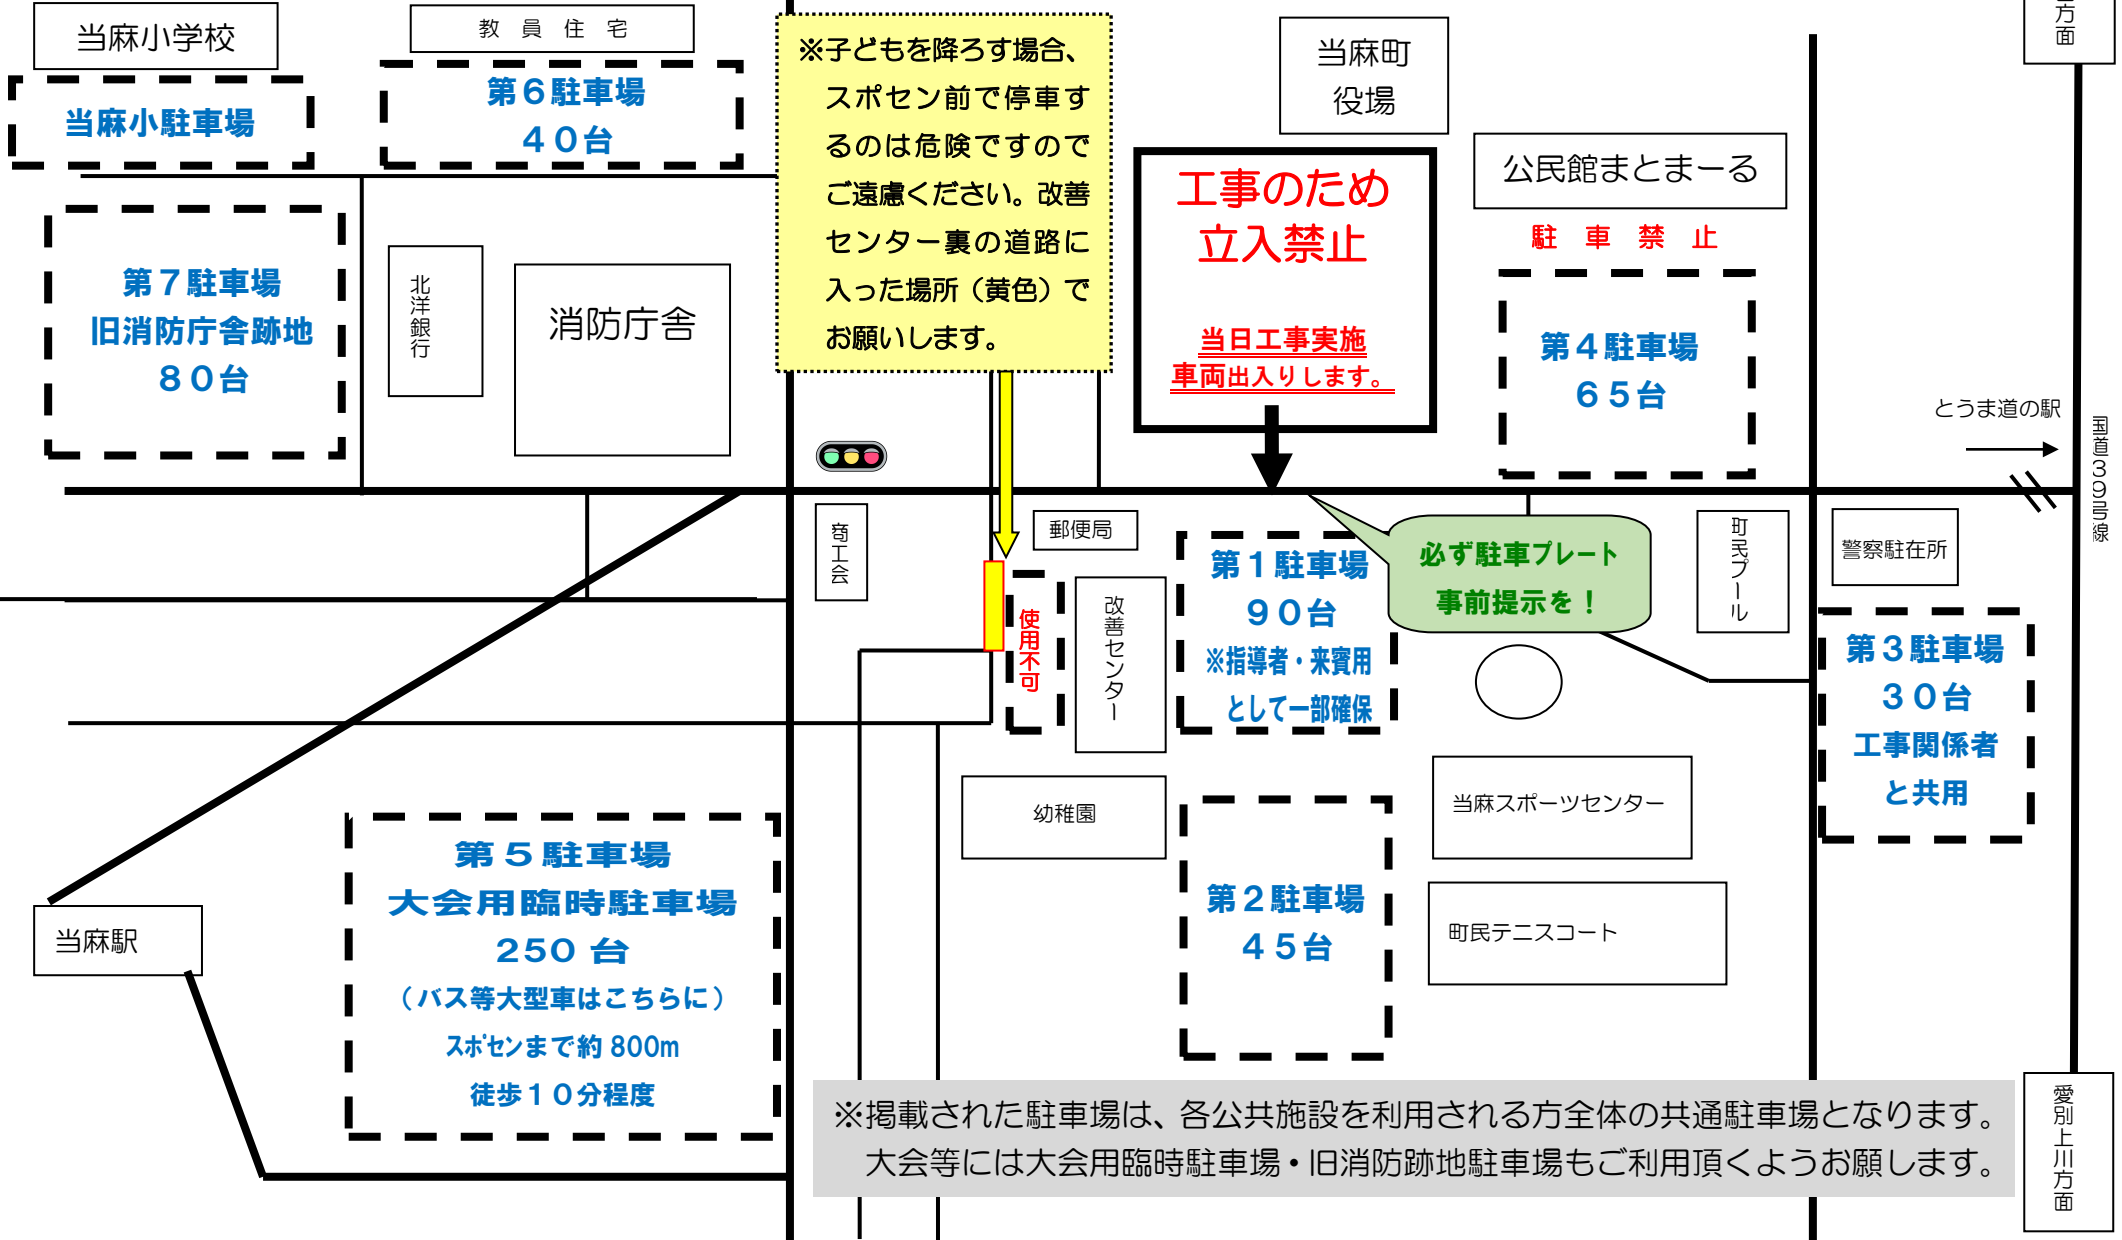 当麻小学校
教員住宅
当麻小駐車場
第６駐車場
４０台
※子どもを降ろす場合、
スポセン前で停車す
るのは危険ですので
ご遠慮ください。改善
センター裏の道路に
入った場所（黄色）で
お願いします。
当麻町
役場
工事のため
立入禁止
当日工事実施
車両出入りします。
公民館まとまーる
駐車禁止
第４駐車場
６５台
方面
第７駐車場
旧消防庁舎跡地
８０台
北洋銀行
消防庁舎
とうま道の駅
国道３９号線
商工会
郵便局
使用不可
改善センター
第１駐車場
９０台
※指導者・来賓用
として一部確保
必ず駐車プレート
事前提示を！
町民プール
警察駐在所
第３駐車場
３０台
工事関係者
と共用
幼稚園
当麻スポーツセンター
第２駐車場
４５台
町民テニスコート
当麻駅
第５駐車場
大会用臨時駐車場
250 台
（バス等大型車はこちらに）
ｽﾎﾟｾﾝまで約 800m
徒歩１０分程度
※掲載された駐車場は、各公共施設を利用される方全体の共通駐車場となります。
大会等には大会用臨時駐車場・旧消防跡地駐車場もご利用頂くようお願します。
愛別上川方面